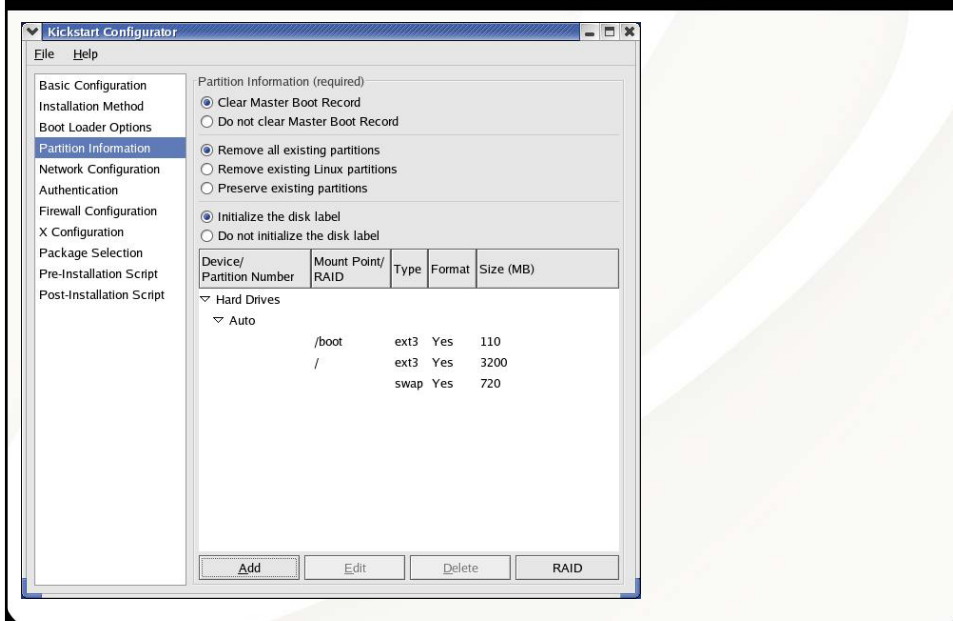 Kickstart Configurator
File Help
Basic Configuration
Installation Method
Boot Loader Options
Partition Information
Network Configuration
Authentication
Firewall Configuration
X Configuration
Package Selection
Pre-Installation Script
Post-Installation Script
Partition Information (required)
Clear Master Boot Record
Do not clear Master Boot Record
Remove all existing partitions
Remove existing Linux partitions
Preserve existing partitions
Initialize the disk label
Do not initialize the disk label
Device/
Partition Number
Mount Point/
RAID
Type
Format
Size (MB)
Hard Drives
Auto
/boot ext3 Yes 110
/ ext3 Yes 3200
swap Yes 720
Add Edit Delete RAID